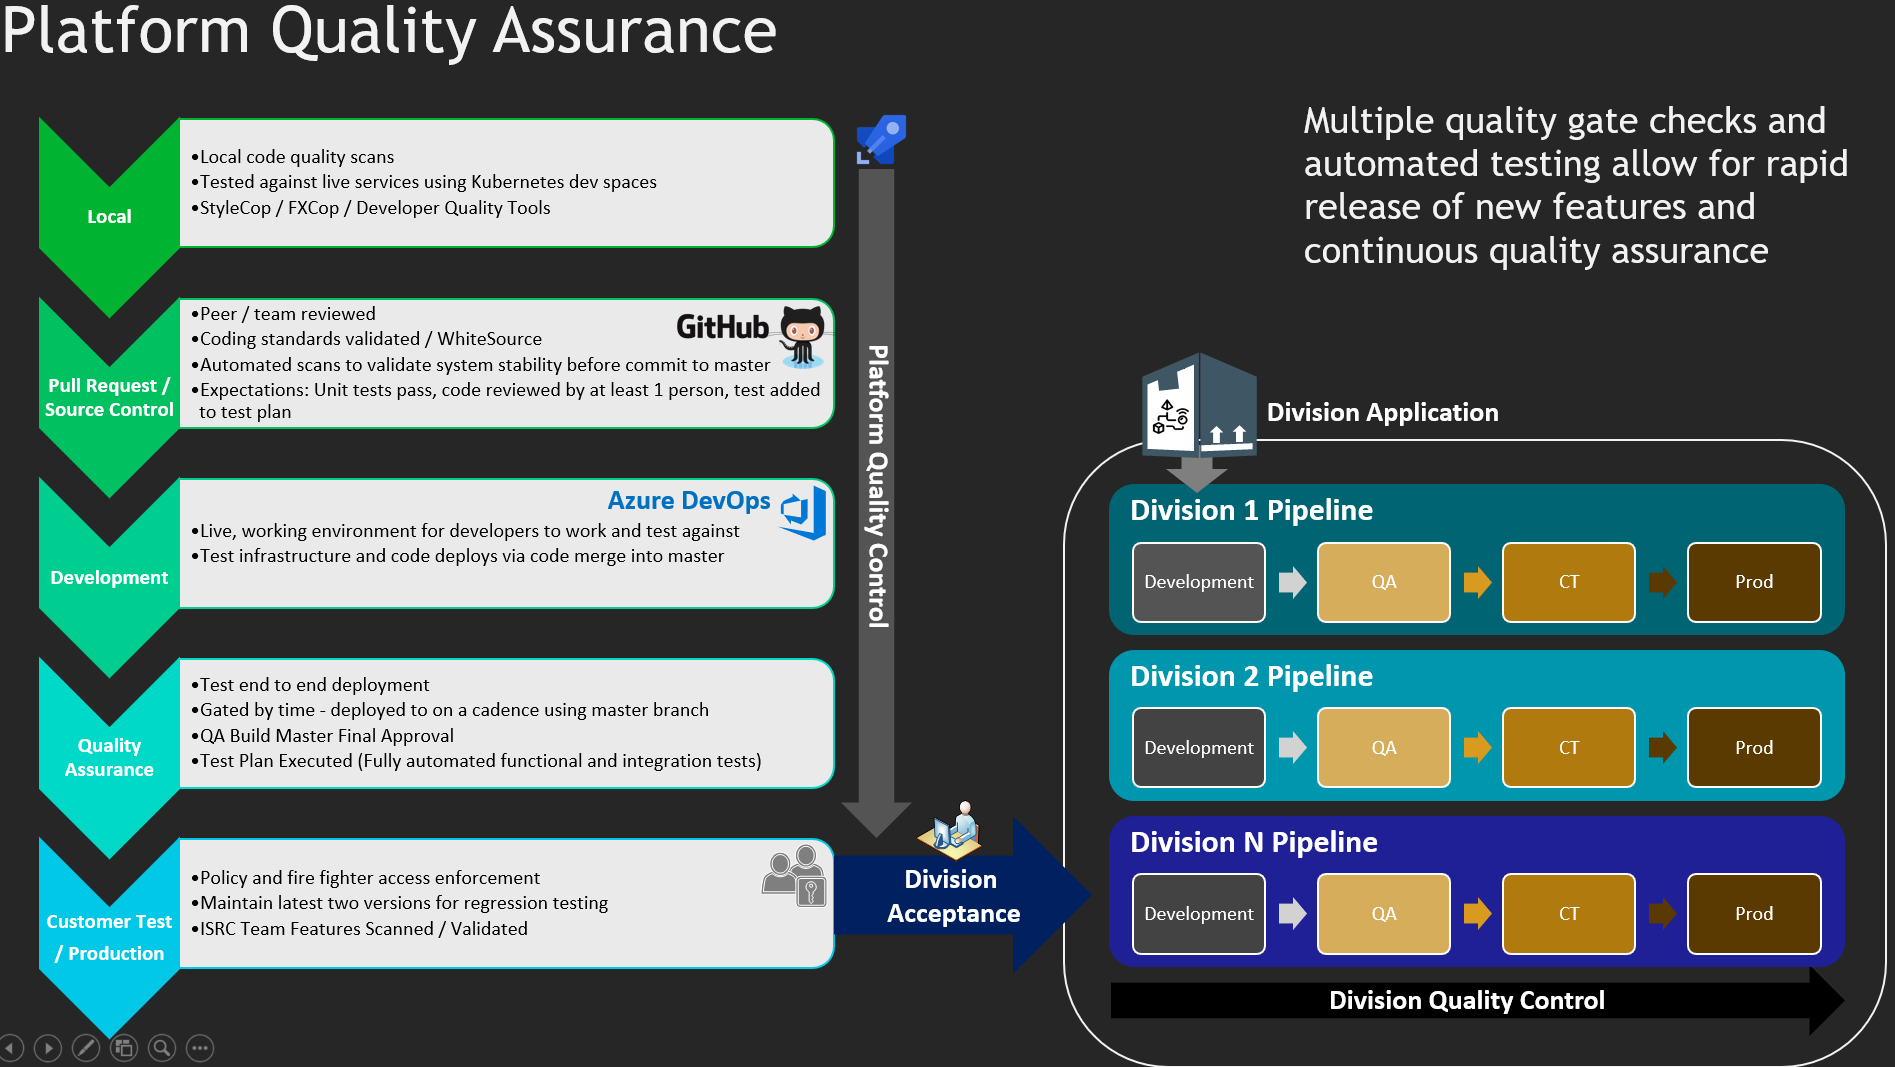 Platform Quality Assurance
Multiple quality gate checks and
automated testing allow for rapid
release of new features and
continuous quality assurance
Local
•Local code quality scans
•Tested against live services using Kubernetes dev spaces
•StyleCop / FXCop / Developer Quality Tools
Pull Request /
Source Control
GitHub
•Peer / team reviewed
•Coding standards validated / WhiteSource
•Automated scans to validate system stability before commit to master
•Expectations: Unit tests pass, code reviewed by at least 1 person, test added
to test plan
Development
Azure DevOps
•Live, working environment for developers to work and test against
•Test infrastructure and code deploys via code merge into master
Quality
Assurance
•Test end to end deployment
•Gated by time - deployed to on a cadence using master branch
•QA Build Master Final Approval
•Test Plan Executed (Fully automated functional and integration tests)
Customer Test
/ Production
•Policy and fire fighter access enforcement
•Maintain latest two versions for regression testing
•ISRC Team Features Scanned / Validated
Platform Quality Control
Division
Acceptance
Division Application
Division 1 Pipeline
Development
QA
CT
Prod
Division 2 Pipeline
Development
QA
CT
Prod
Division N Pipeline
Development
QA
CT
Prod
Division Quality Control